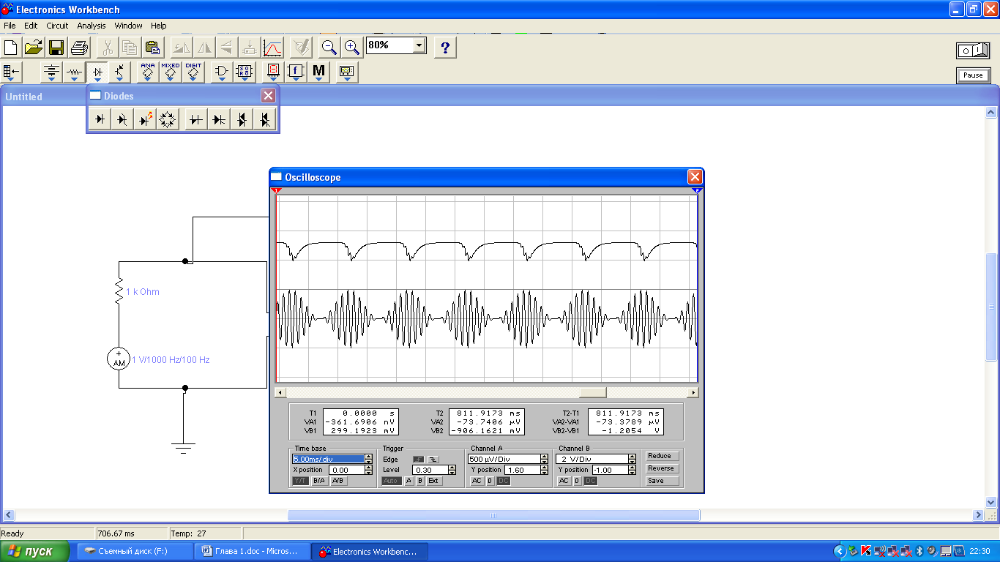 Electronics Workbench
File Edit Circuit Analysis Window Help
80%
?
O I
ANA MIXED DIGIT
f M
Pause
Untitled
Diodes
Oscilloscope
1 2
1 k Ohm
+
AM
1 V/1000 Hz/100 Hz
T1 0.0000 s T2 811.9173 ms T2-T1 811.9173 ms
VA1 -361.6906 nV VA2 -73.7406 µV VA2-VA1 -73.3789 µV
VB1 299.1923 mV VB2 -906.1621 mV VB2-VB1 -1.2054 V
Time base Trigger Channel A Channel B
5.00ms/div Edge 500 µV/Div 2 V/Div Reduce
X position 0.00 Level 0.30 Y position 1.60 Y position -1.00 Reverse
Y/T B/A A/B Auto A B Ext AC 0 DC AC 0 DC Save
Ready 706.67 ms Temp: 27
пуск Съемный диск (F:) Глава 1.doc - Micros... Electronics Workbenc... 22:30